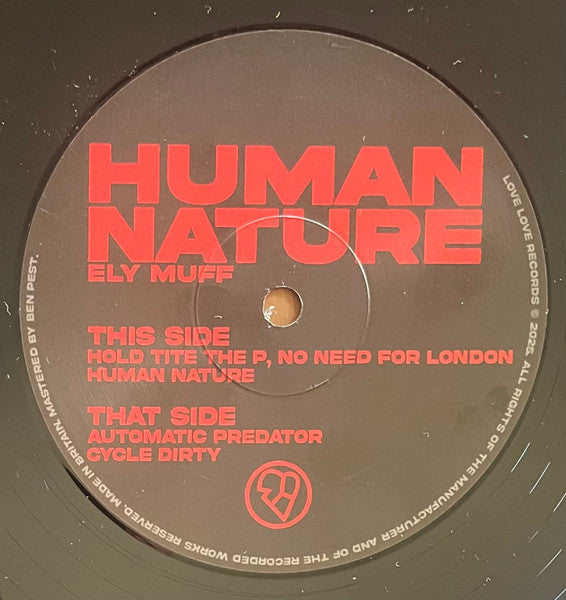 HUMAN
NATURE
ELY MUFF
THIS SIDE
HOLD TITE THE P, NO NEED FOR LONDON
HUMAN NATURE
THAT SIDE
AUTOMATIC PREDATOR
CYCLE DIRTY
LOVE LOVE RECORDS © 2025. ALL RIGHTS OF THE MANUFACTURER AND OF THE RECORDED WORKS RESERVED. MADE IN BRITAIN. MASTERED BY BEN PEST.